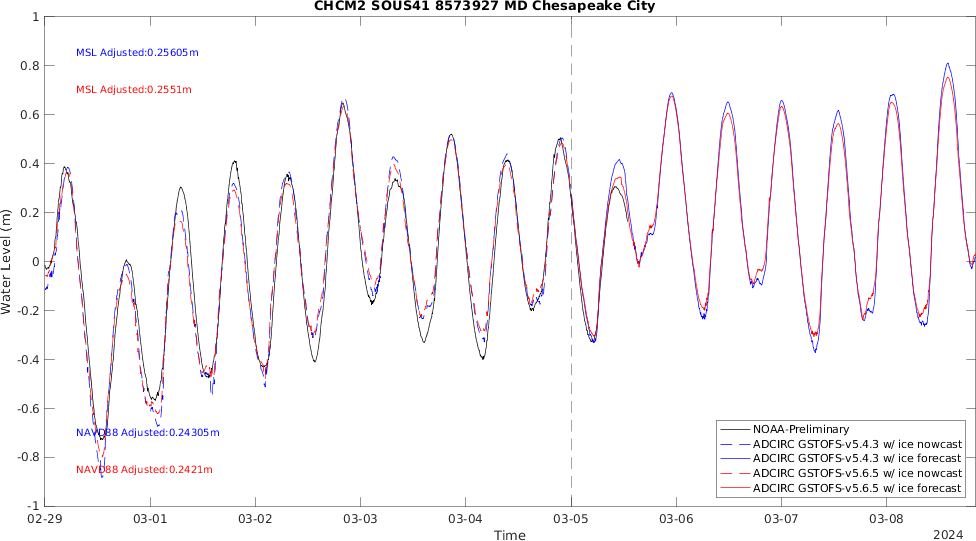 CHCM2 SOUS41 8573927 MD Chesapeake City
1
0.8
0.6
0.4
0.2
0
-0.2
-0.4
-0.6
-0.8
-1
Water Level (m)
MSL Adjusted:0.25605m
MSL Adjusted:0.2551m
NAVD88 Adjusted:0.24305m
NAVD88 Adjusted:0.2421m
NOAA-Preliminary
ADCIRC GSTOFS-v5.4.3 w/ ice nowcast
ADCIRC GSTOFS-v5.4.3 w/ ice forecast
ADCIRC GSTOFS-v5.6.5 w/ ice nowcast
ADCIRC GSTOFS-v5.6.5 w/ ice forecast
02-29 03-01 03-02 03-03 03-04 03-05 03-06 03-07 03-08
Time
2024